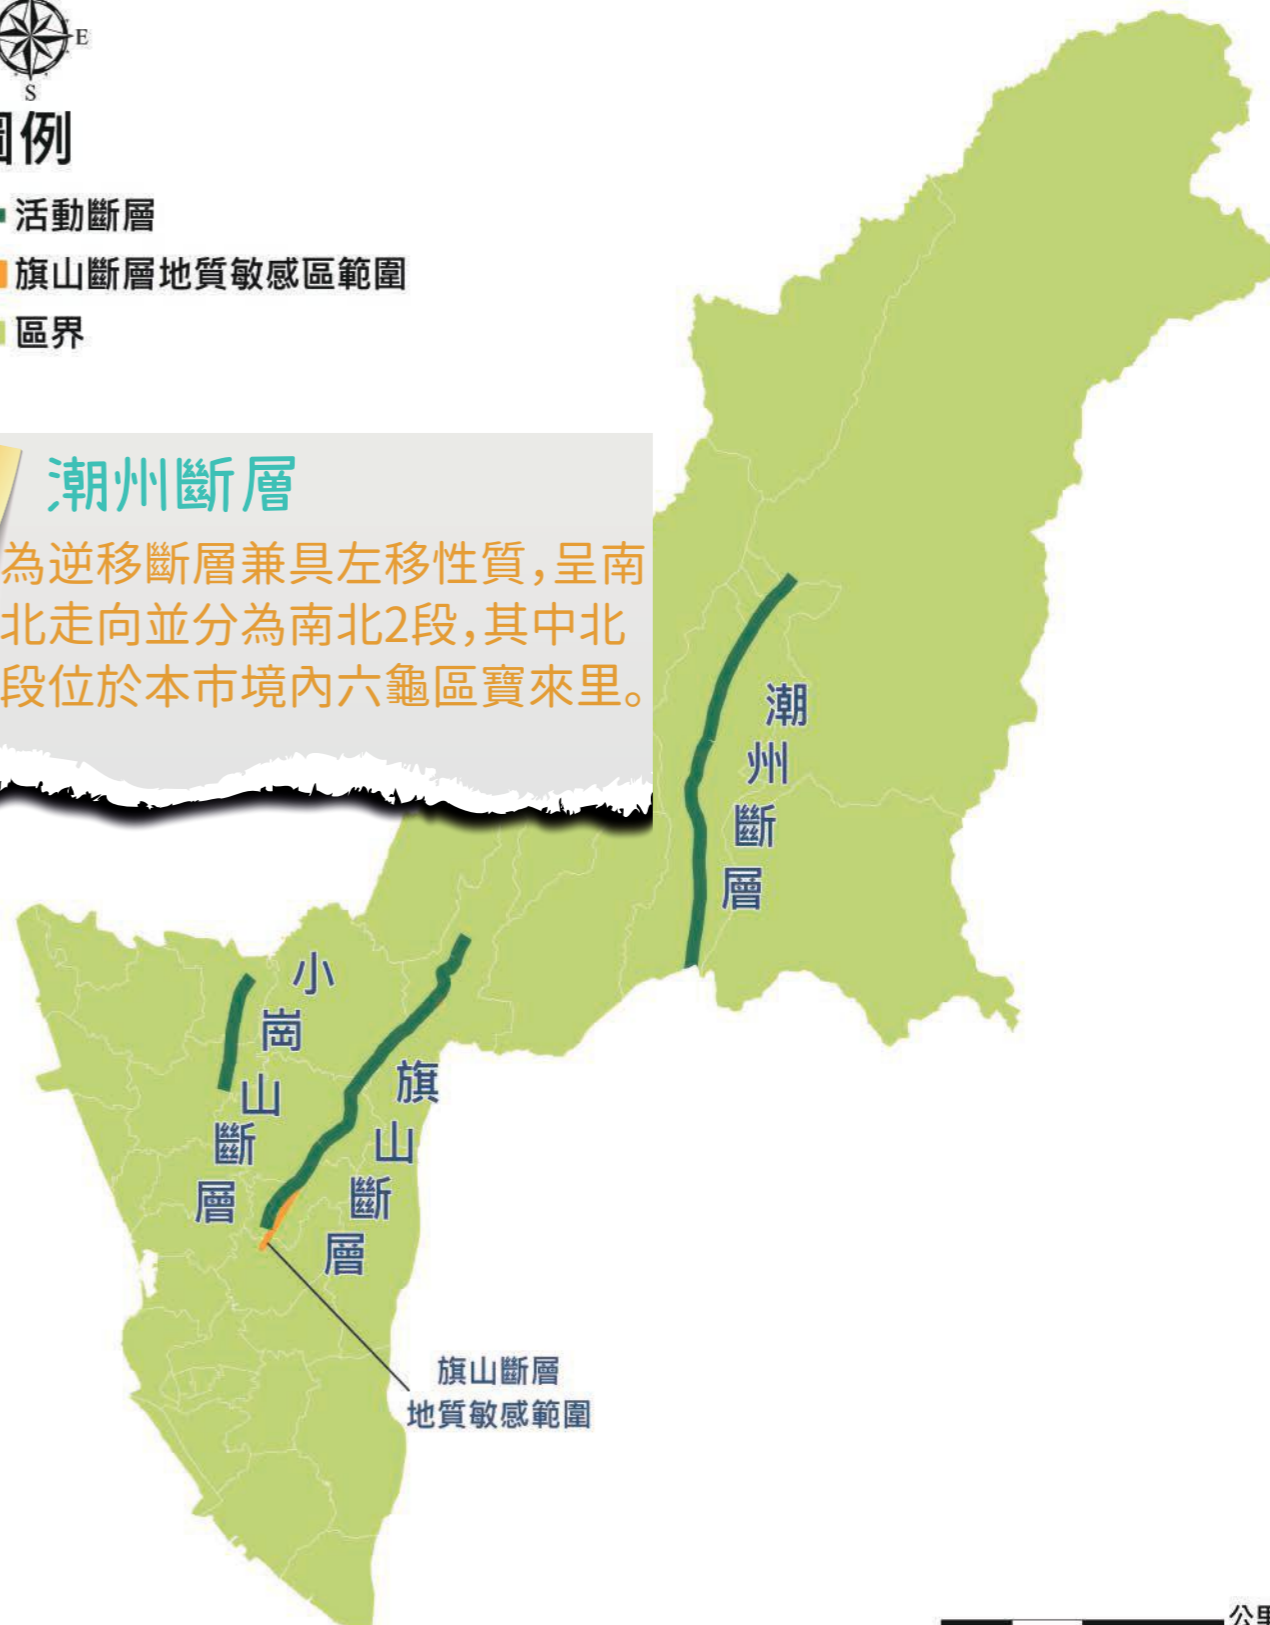 E
S
圖例
活動斷層
旗山斷層地質敏感區範圍
區界
潮州斷層
為逆移斷層兼具左移性質，呈南
北走向並分為南北2段，其中北
段位於本市境內六龜區寶來里。
潮州斷層
小崗山斷層
旗山斷層
旗山斷層
地質敏感範圍
公里